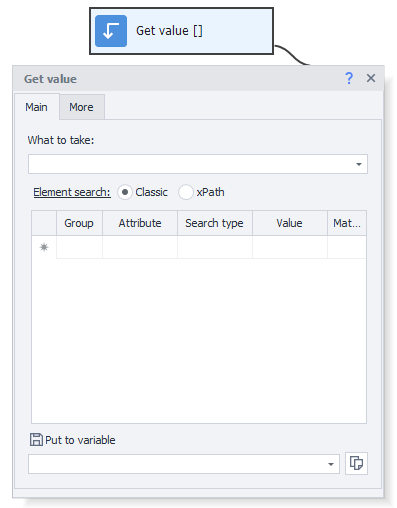 Get value []
Get value ?
Main More
What to take:
Element search: Classic xPath
Group Attribute Search type Value Mat...
Put to variable